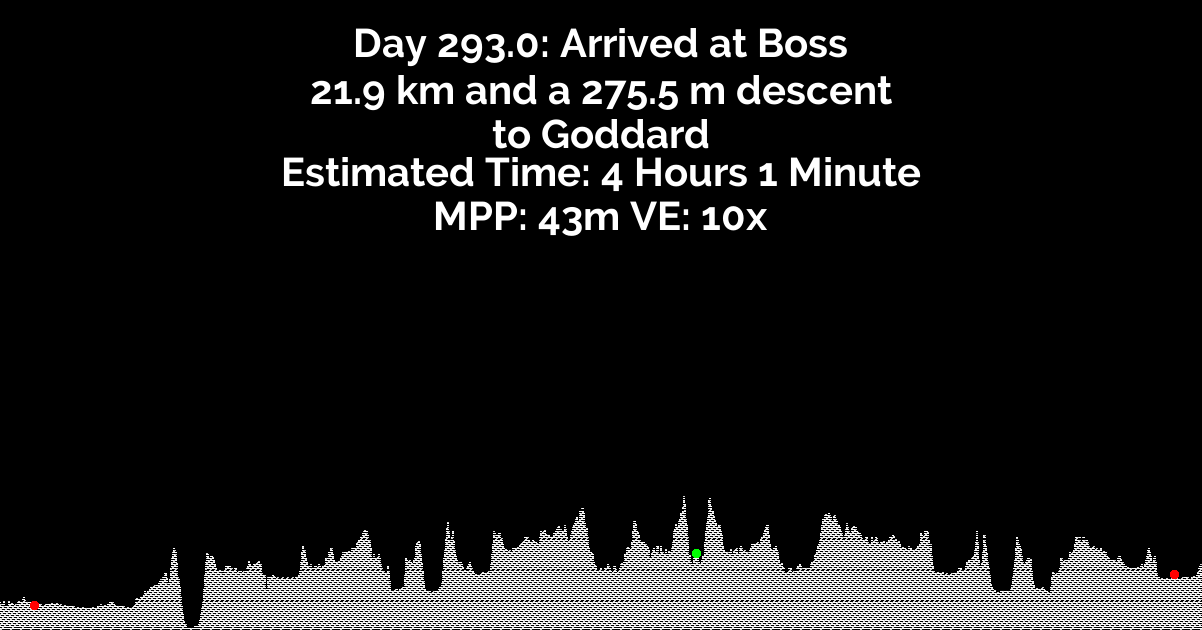 Day 293.0: Arrived at Boss
21.9 km and a 275.5 m descent
to Goddard
Estimated Time: 4 Hours 1 Minute
MPP: 43m VE: 10x